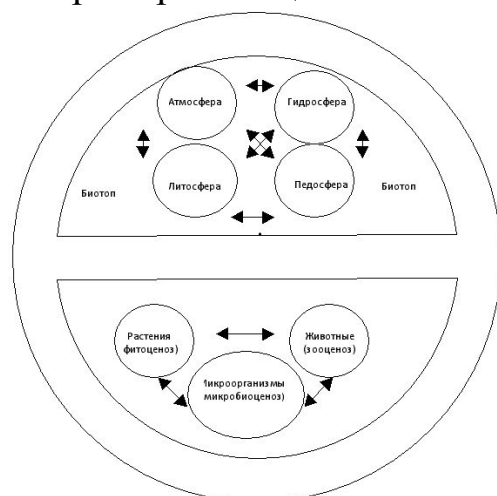 Атмосфера
Гидросфера
Литосфера
Педосфера
Биотоп
Биотоп
Растения
фитоценоз)
Животные
(зооценоз)
икроорганизмы
микробиоценоз)